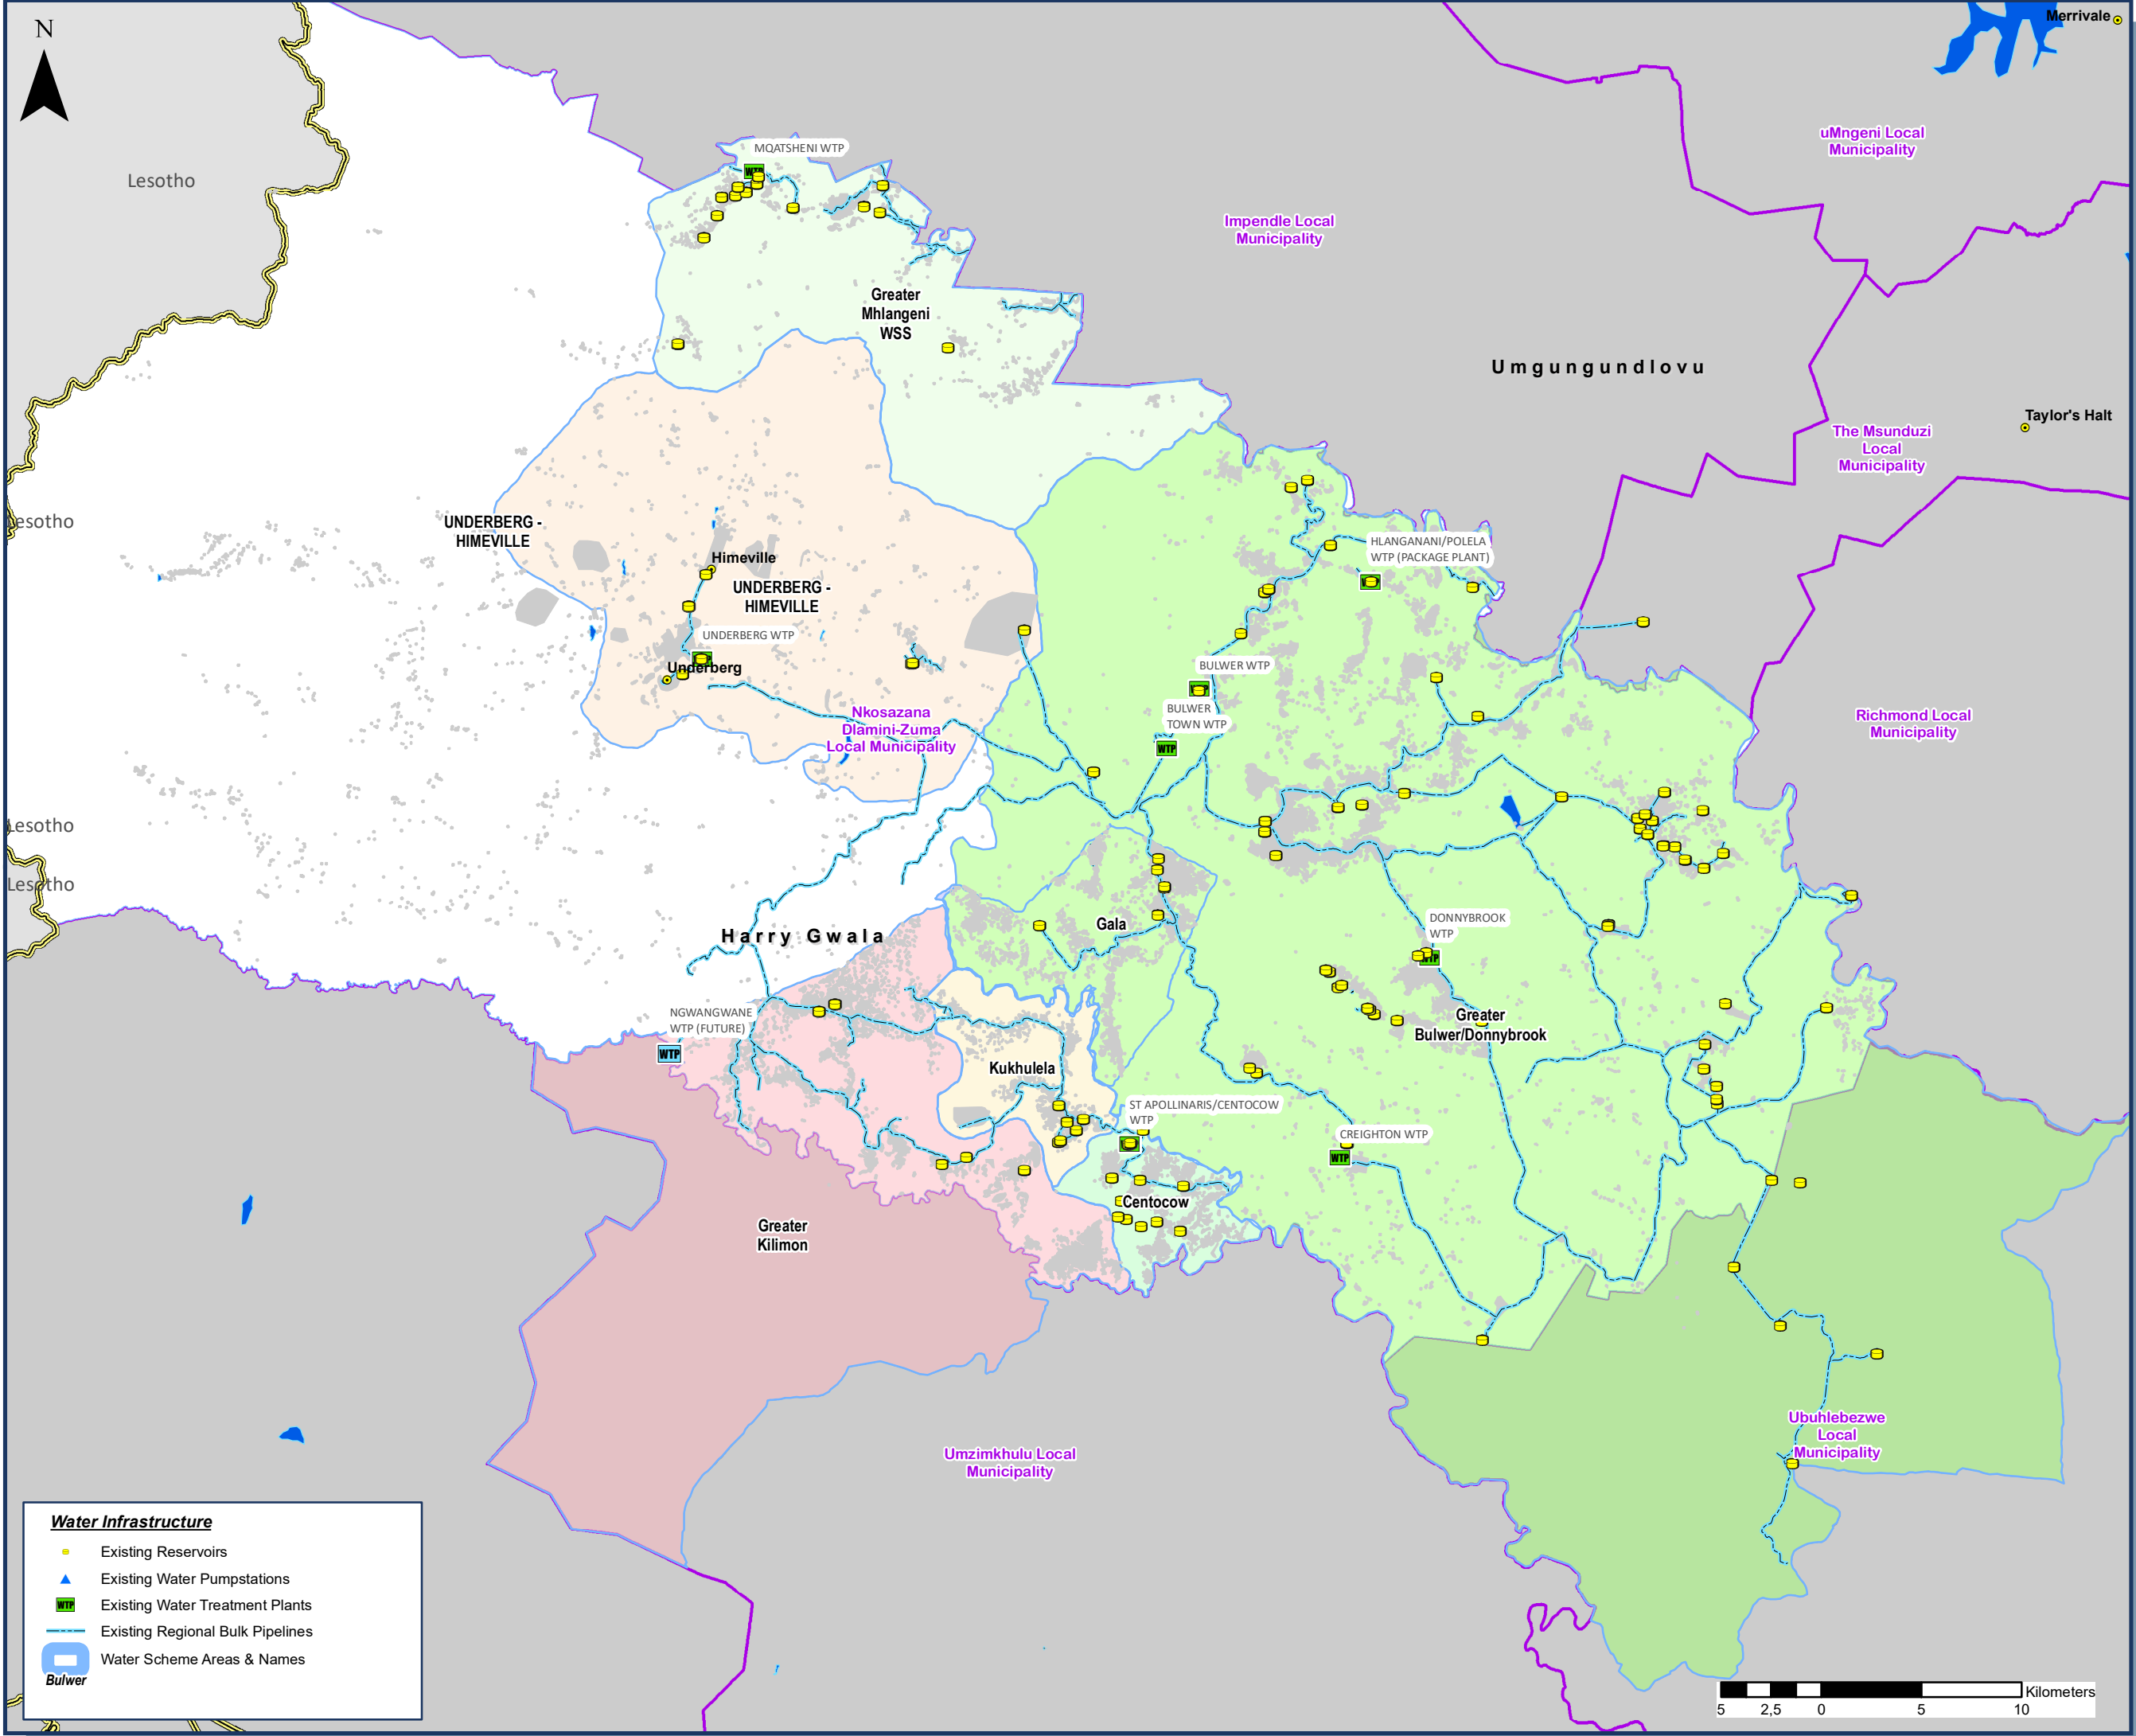 N
Merrivale
uMngeni Local
Municipality
MQATSHENI WTP
Lesotho
Impendle Local
Municipality
Greater
Mhlangeni
WSS
Umgungundlovu
Taylor's Halt
The Msunduzi
Local
Municipality
Lesotho
UNDERBERG -
HIMEVILLE
HLANGANANI/POLELA
WTP (PACKAGE PLANT)
WTP
Himeville
UNDERBERG -
HIMEVILLE
UNDERBERG WTP
Underberg
BULWER WTP
BULWER
TOWN WTP
WTP
Nkosazana
Dlamini-Zuma
Local Municipality
Richmond Local
Municipality
Lesotho
Lesotho
Gala
DONNYBROOK
WTP
WTP
Harry Gwala
NGWANGWANE
WTP (FUTURE)
WTP
Greater
Bulwer/Donnybrook
Kukhulela
ST APOLLINARIS/CENTOCOW
WTP
CREIGHTON WTP
WTP
Centocow
Greater
Kilimon
Ubuhlebezwe
Local
Municipality
Umzimkhulu Local
Municipality
Water Infrastructure
Existing Reservoirs
Existing Water Pumpstations
WTP
Existing Water Treatment Plants
Existing Regional Bulk Pipelines
Water Scheme Areas & Names
Bulwer
Kilometers
5 2,5 0 5 10